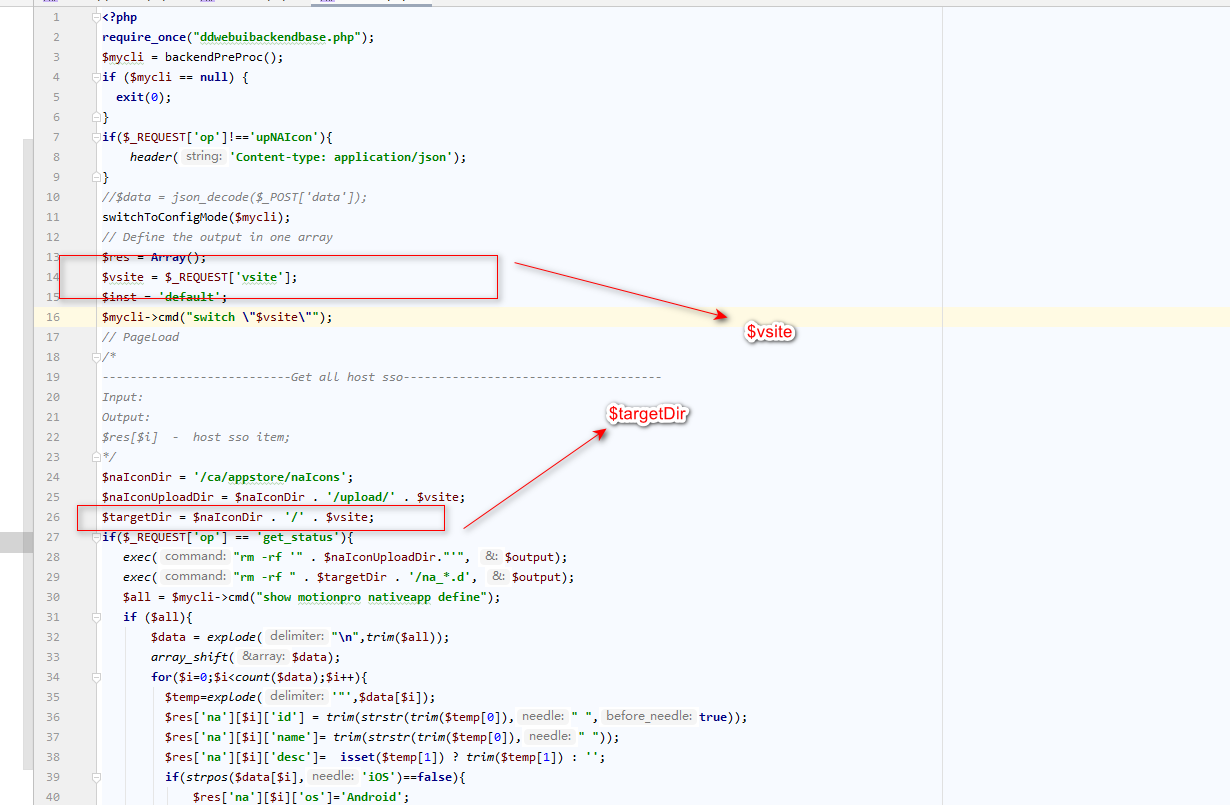 1 <?php
2 require_once("ddwebuibackendbase.php");
3 $mycli = backendPreProc();
4 if ($mycli == null) {
5 exit(0);
6 }
7 if($_REQUEST['op']!=='upNAIcon'){
8 header( string: 'Content-type: application/json');
9 }
10 //$data = json_decode($_POST['data']);
11 switchToConfigMode($mycli);
12 // Define the output in one array
13 $res = Array();
14 $vsite = $_REQUEST['vsite'];
15 $inst = 'default';
16 $mycli->cmd("switch \"$vsite\"");
$vsite
17 // PageLoad
18 /*
19 ---------------------------Get all host sso-------------------------------------
20 Input:
21 Output:
$targetDir
22 $res[$i] - host sso item;
23 */
24 $naIconDir = '/ca/appstore/naIcons';
25 $naIconUploadDir = $naIconDir . '/upload/' . $vsite;
26 $targetDir = $naIconDir . '/' . $vsite;
27 if($_REQUEST['op'] == 'get_status'){
28 exec( command: "rm -rf '" . $naIconUploadDir."'", &: $output);
29 exec( command: "rm -rf " . $targetDir . '/na_*.d', &: $output);
30 $all = $mycli->cmd("show motionpro nativeapp define");
31 if ($all){
32 $data = explode( delimiter: "\n",trim($all));
33 array_shift( &array: $data);
34 for($i=0;$i<count($data);$i++){
35 $temp=explode( delimiter: '"',$data[$i]);
36 $res['na'][$i]['id'] = trim(strstr(trim($temp[0]), needle: " ", before_needle: true));
37 $res['na'][$i]['name']= trim(strstr(trim($temp[0]), needle: " "));
38 $res['na'][$i]['desc']= isset($temp[1]) ? trim($temp[1]) : '';
39 if(strpos($data[$i], needle: 'iOS')==false){
40 $res['na'][$i]['os']='Android';